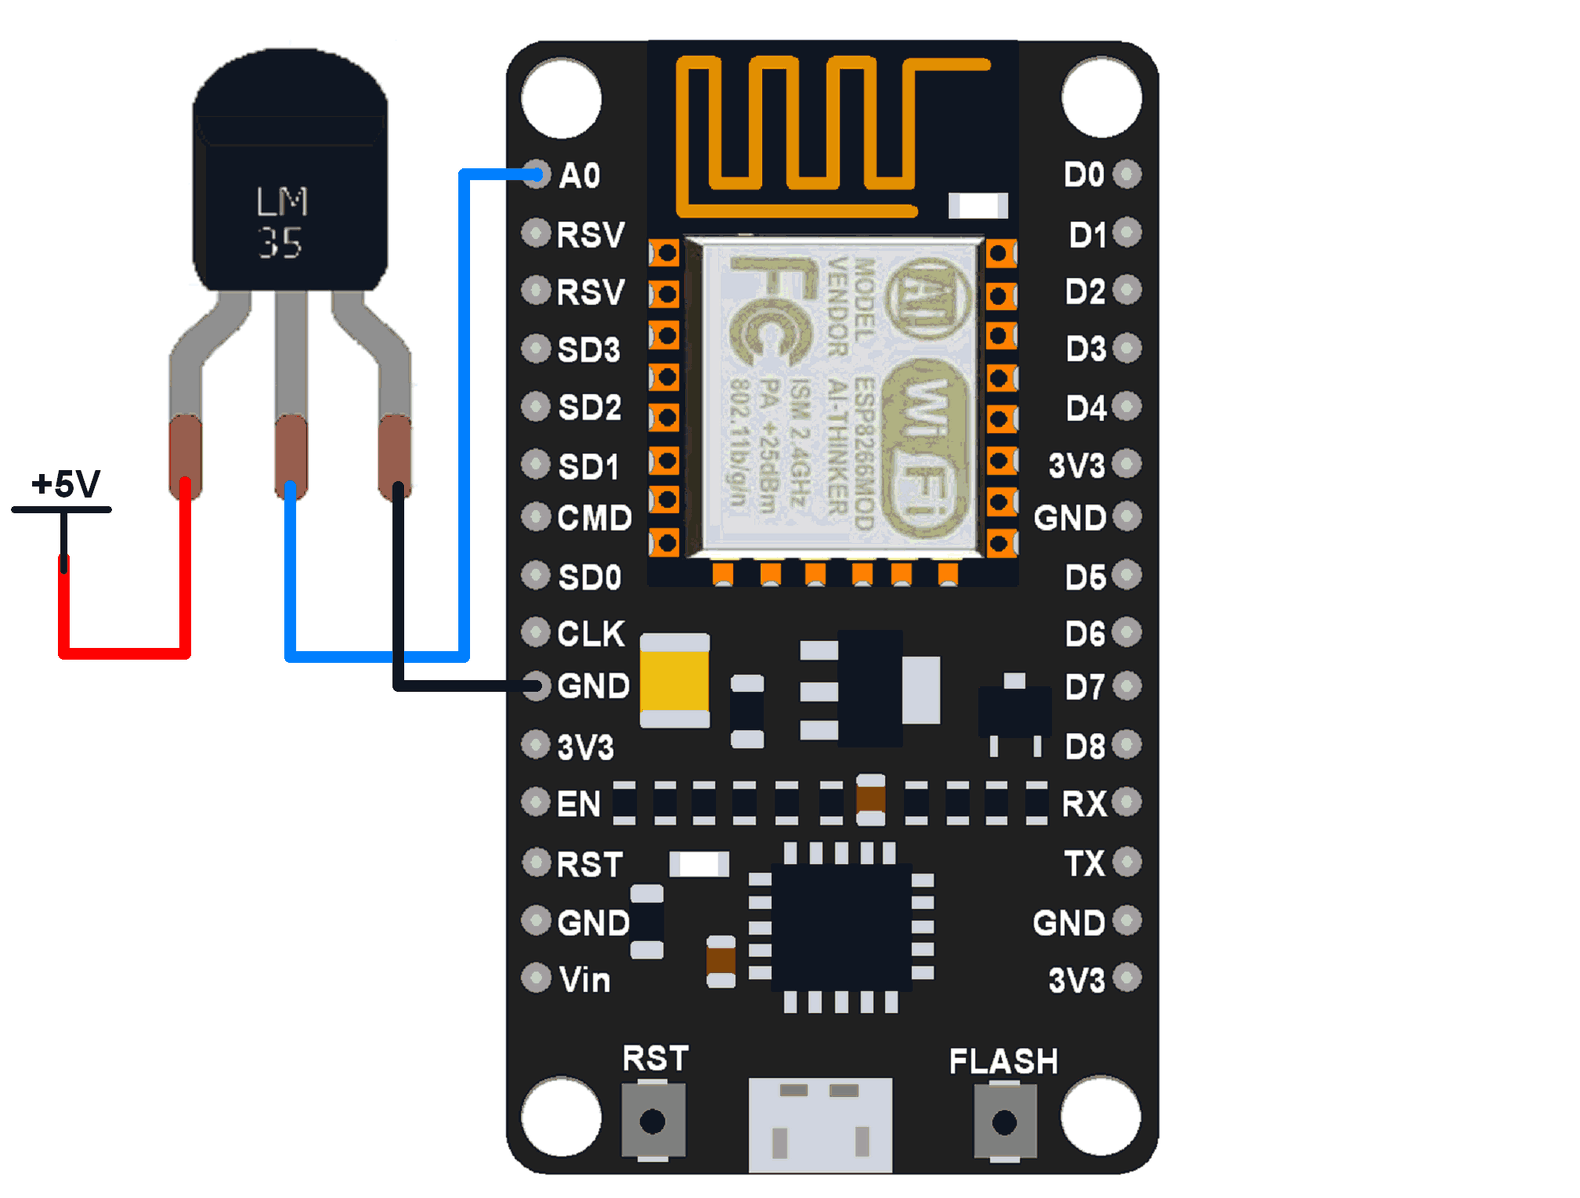 LM
35
+5V
A0
RSV
RSV
SD3
SD2
SD1
CMD
SD0
CLK
GND
3V3
EN
RST
GND
Vin
D0
D1
D2
D3
D4
3V3
GND
D5
D6
D7
D8
RX
TX
GND
3V3
MODEL ESP8266MOD
VENDOR AI-THINKER
ISM 2.4GHz
PA +25dBm
802.11b/g/n
FC
AI
WiFi
RST
FLASH